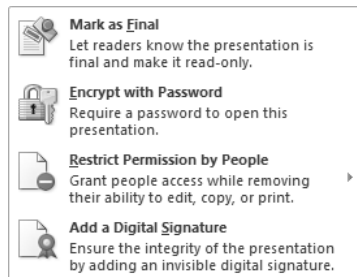 Mark as Final
Let readers know the presentation is
final and make it read-only.
Encrypt with Password
Require a password to open this
presentation.
Restrict Permission by People
Grant people access while removing
their ability to edit, copy, or print.
Add a Digital Signature
Ensure the integrity of the presentation
by adding an invisible digital signature.